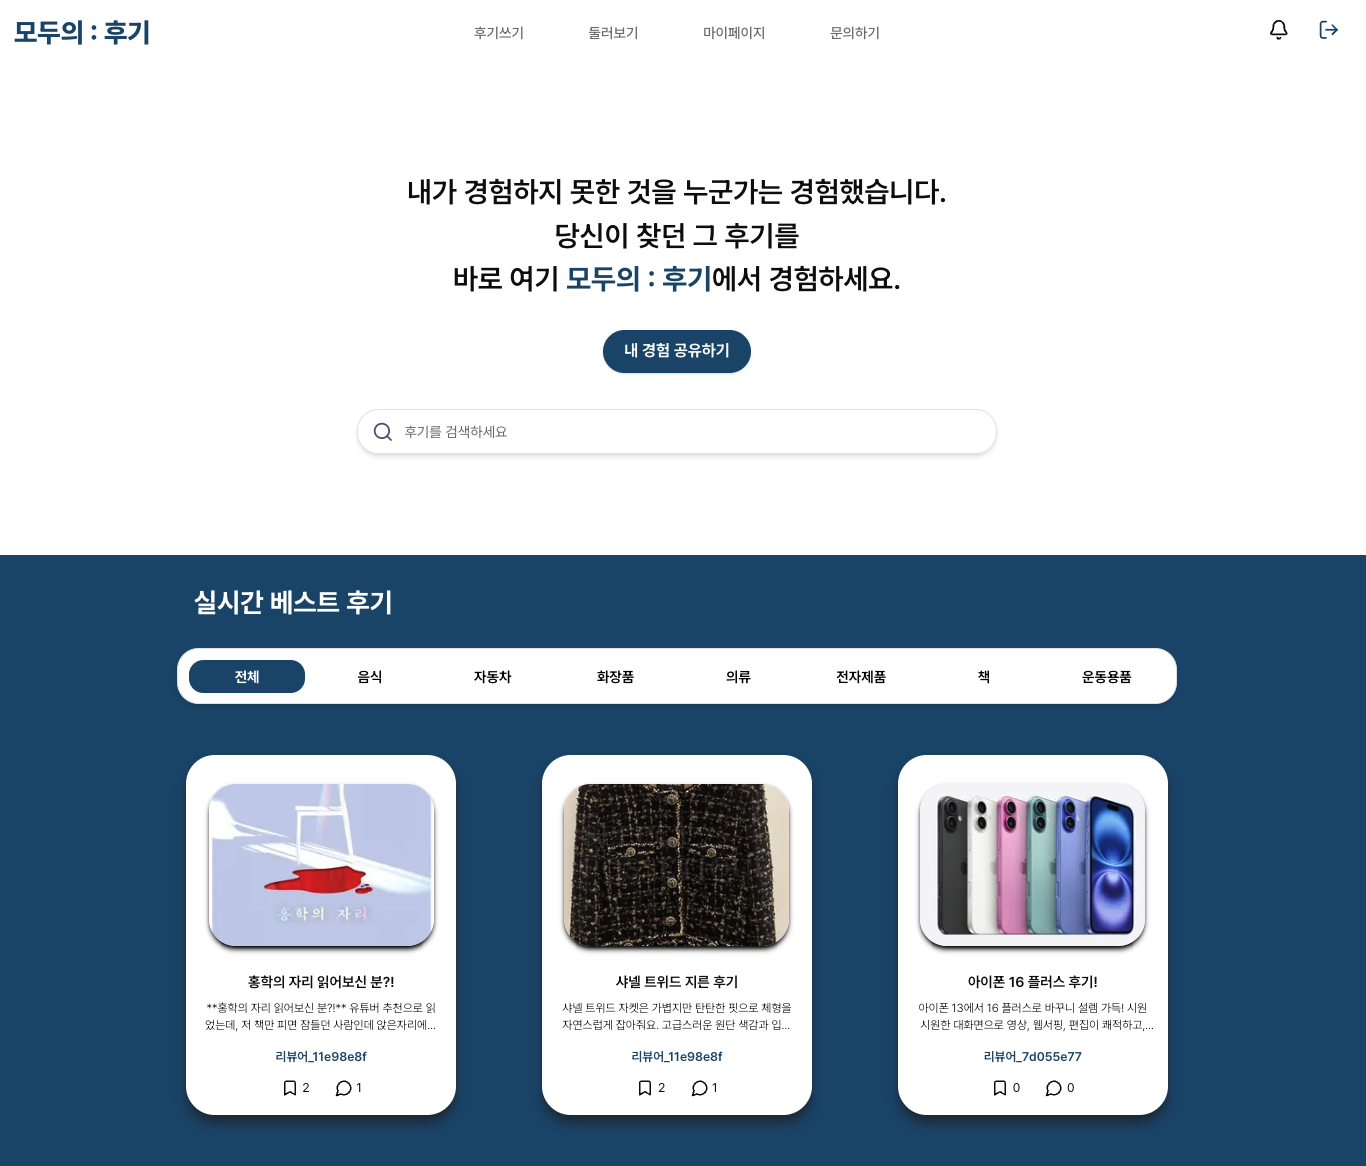 모두의 : 후기
후기쓰기
둘러보기
마이페이지
문의하기
내가 경험하지 못한 것을 누군가는 경험했습니다.
당신이 찾던 그 후기를
바로 여기 모두의 : 후기에서 경험하세요.
내 경험 공유하기
후기를 검색하세요
실시간 베스트 후기
전체
음식
자동차
화장품
의류
전자제품
책
운동용품
홍학의 자리
홍학의 자리 읽어보신 분?!
**홍학의 자리 읽어보신 분?!** 유튜버 추천으로 읽
었는데, 저 책만 피면 잠들던 사람인데 앉은자리에...
리뷰어_11e98e8f
2
1
샤넬 트위드 지른 후기
샤넬 트위드 자켓은 가볍지만 탄탄한 핏으로 체형을
자연스럽게 잡아줘요. 고급스러운 원단 색감과 입...
리뷰어_11e98e8f
2
1
아이폰 16 플러스 후기!
아이폰 13에서 16 플러스로 바꾸니 설렘 가득! 시원
시원한 대화면으로 영상, 웹서핑, 편집이 쾌적하고,...
리뷰어_7d055e77
0
0